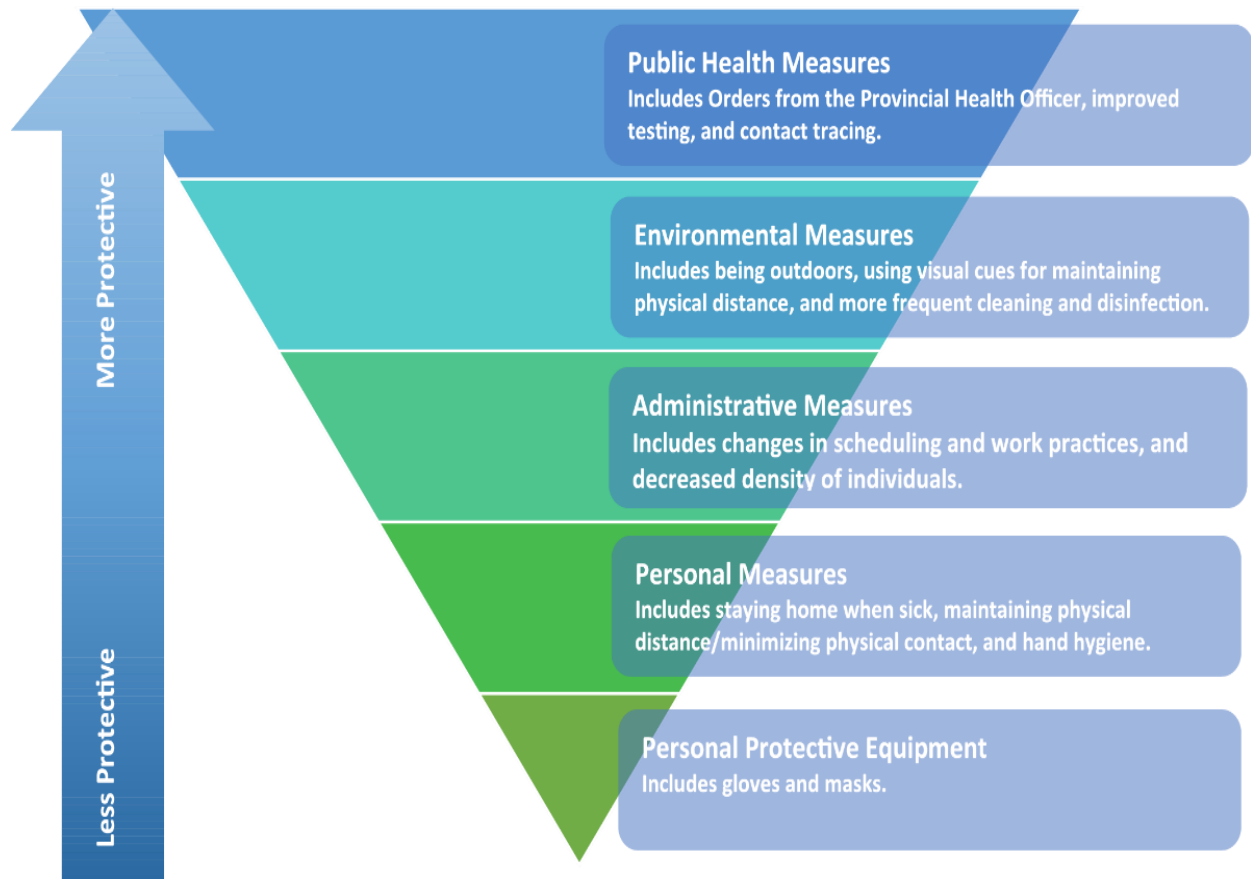 More Protective
Less Protective
Public Health Measures
Includes Orders from the Provincial Health Officer, improved
testing, and contact tracing.
Environmental Measures
Includes being outdoors, using visual cues for maintaining
physical distance, and more frequent cleaning and disinfection.
Administrative Measures
Includes changes in scheduling and work practices, and
decreased density of individuals.
Personal Measures
Includes staying home when sick, maintaining physical
distance/minimizing physical contact, and hand hygiene.
Personal Protective Equipment
Includes gloves and masks.